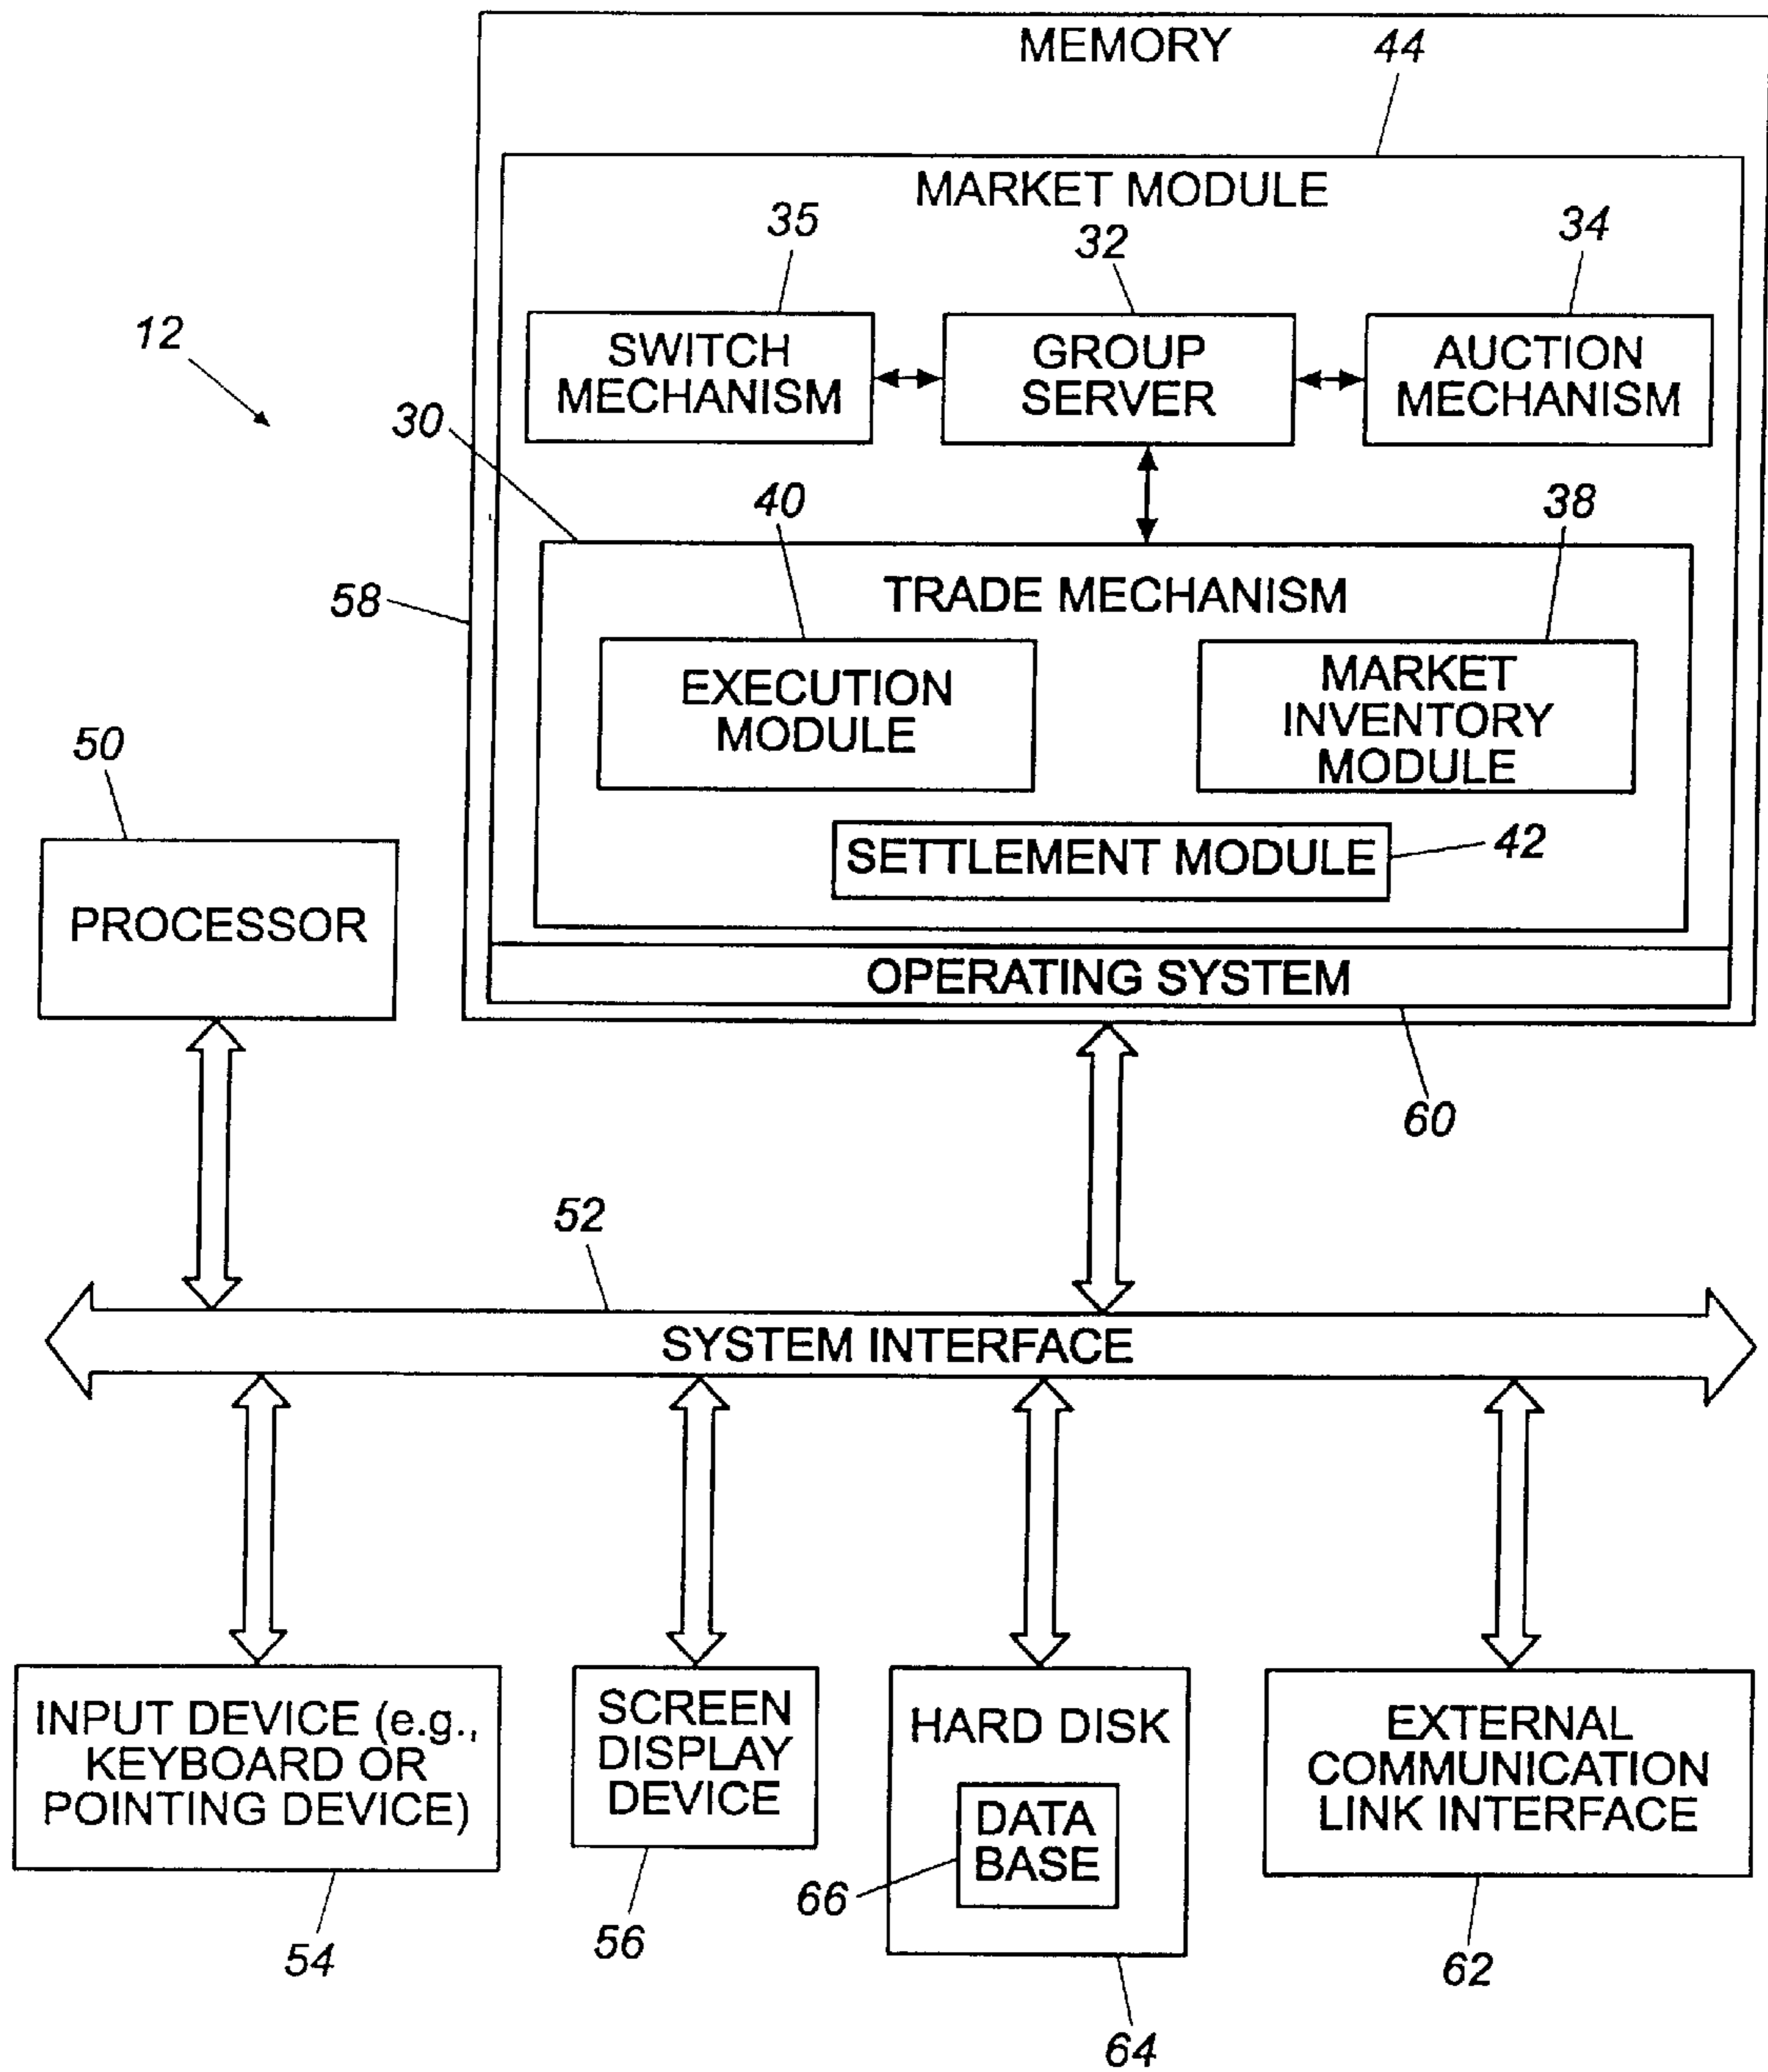 MEMORY
44
MARKET MODULE
35
32
34
12
SWITCH
MECHANISM
GROUP
SERVER
AUCTION
MECHANISM
30
40
38
58
TRADE MECHANISM
EXECUTION
MODULE
MARKET
INVENTORY
MODULE
50
SETTLEMENT MODULE
42
PROCESSOR
OPERATING SYSTEM
60
52
SYSTEM INTERFACE
INPUT DEVICE (e.g.,
KEYBOARD OR
POINTING DEVICE)
SCREEN
DISPLAY
DEVICE
HARD DISK
DATA
BASE
EXTERNAL
COMMUNICATION
LINK INTERFACE
66
54
56
62
64